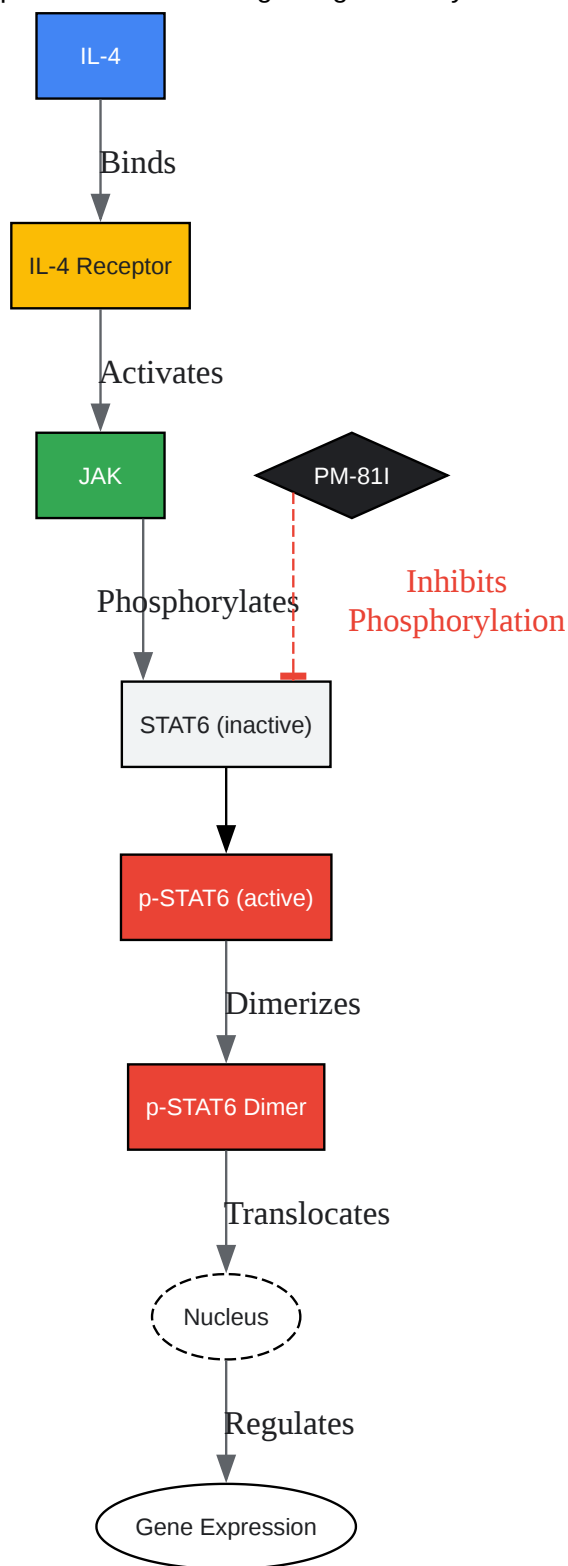 IL-4
Binds
IL-4 Receptor
Activates
JAK
PM-81I
Phosphorylates
Inhibits
Phosphorylation
STAT6 (inactive)
p-STAT6 (active)
Dimerizes
p-STAT6 Dimer
Translocates
Nucleus
Regulates
Gene Expression